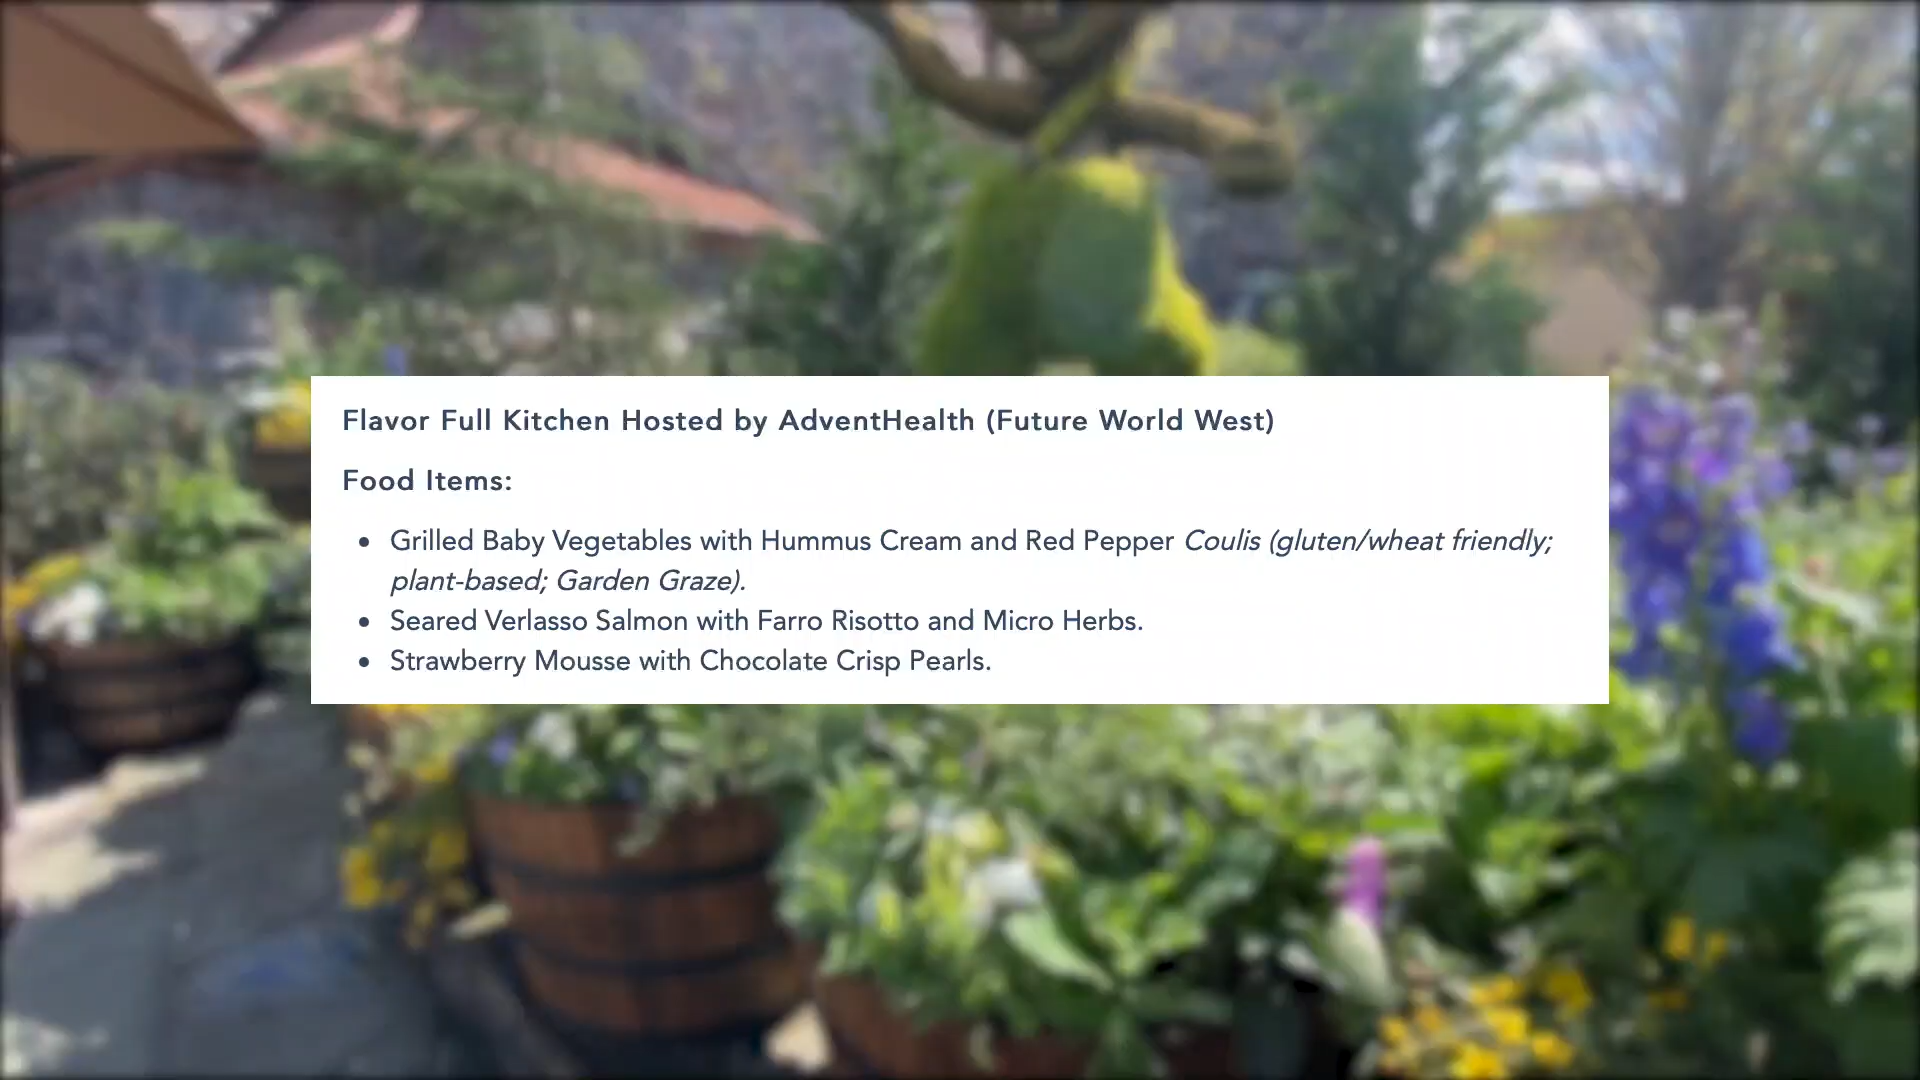 Flavor Full Kitchen Hosted by AdventHealth (Future World West)
Food Items:
• Grilled Baby Vegetables with Hummus Cream and Red Pepper Coulis (gluten/wheat friendly;
plant-based; Garden Graze).
• Seared Verlasso Salmon with Farro Risotto and Micro Herbs.
• Strawberry Mousse with Chocolate Crisp Pearls.